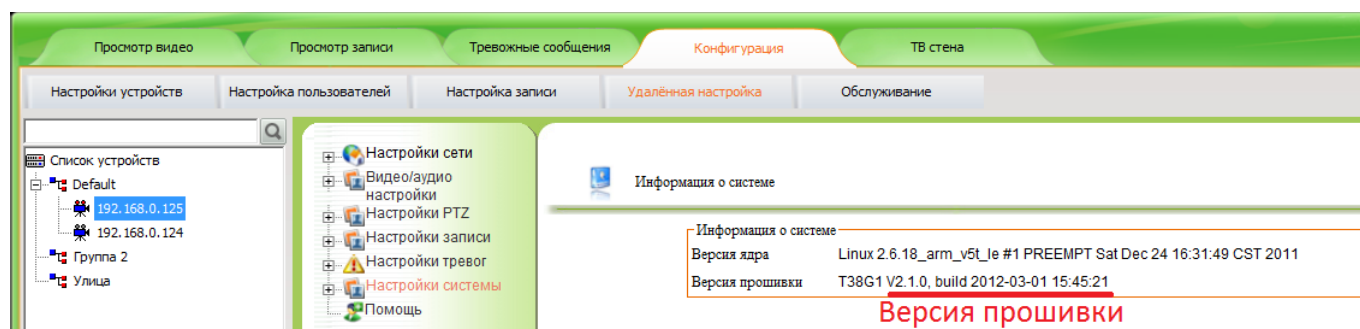 Просмотр видео Просмотр записи Тревожные сообщения Конфигурация ТВ стена
Настройки устройств Настройка пользователей Настройка записи Удалённая настройка Обслуживание
Список устройств
Default
192.168.0.125
192.168.0.124
Группа 2
Улица
Настройки сети
Видео/аудио
настройки
Настройки PTZ
Настройки записи
Настройки тревог
Настройки системы
Помощь
Информация о системе
Информация о системе
Версия ядра Linux 2.6.18_arm_v5t_le #1 PREEMPT Sat Dec 24 16:31:49 CST 2011
Версия прошивки T38G1 V2.1.0, build 2012-03-01 15:45:21
Версия прошивки